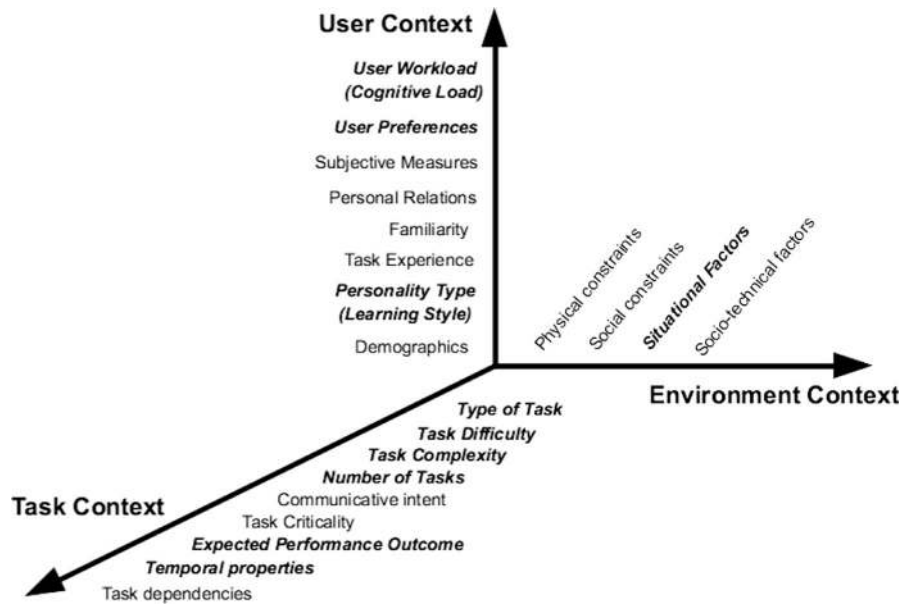 User Context
User Workload
(Cognitive Load)
User Preferences
Subjective Measures
Personal Relations
Familiarity
Task Experience
Personality Type
(Learning Style)
Demographics
Physical constraints
Social constraints
Situational Factors
Socio-technical factors
Environment Context
Type of Task
Task Difficulty
Task Complexity
Number of Tasks
Communicative intent
Task Criticality
Expected Performance Outcome
Temporal properties
Task dependencies
Task Context